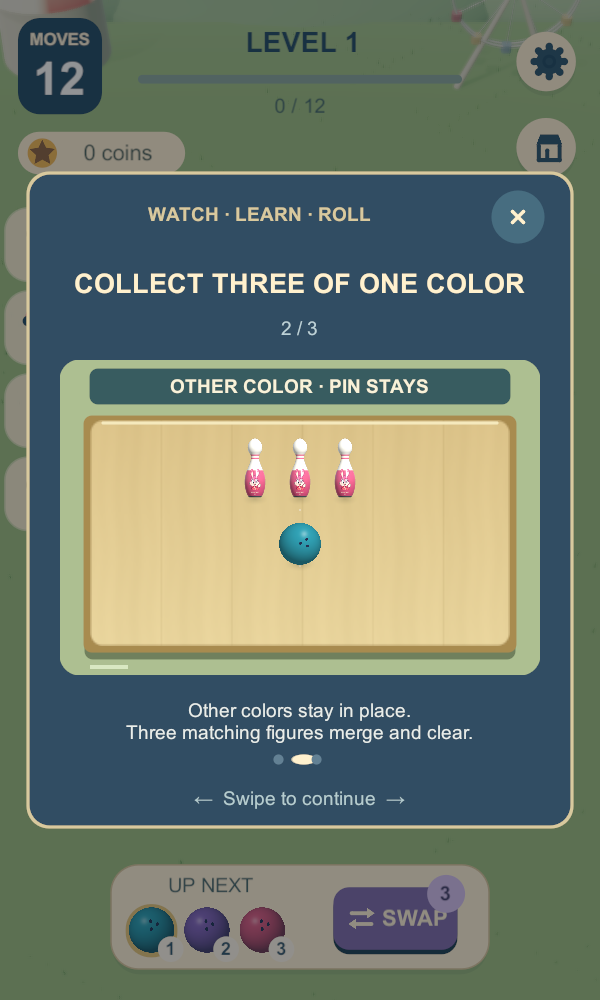 MOVES
12
LEVEL 1
0 / 12
0 coins
WATCH · LEARN · ROLL
×
COLLECT THREE OF ONE COLOR
2 / 3
OTHER COLOR · PIN STAYS
Other colors stay in place.
Three matching figures merge and clear.
← Swipe to continue →
UP NEXT
1
2
3
SWAP
3